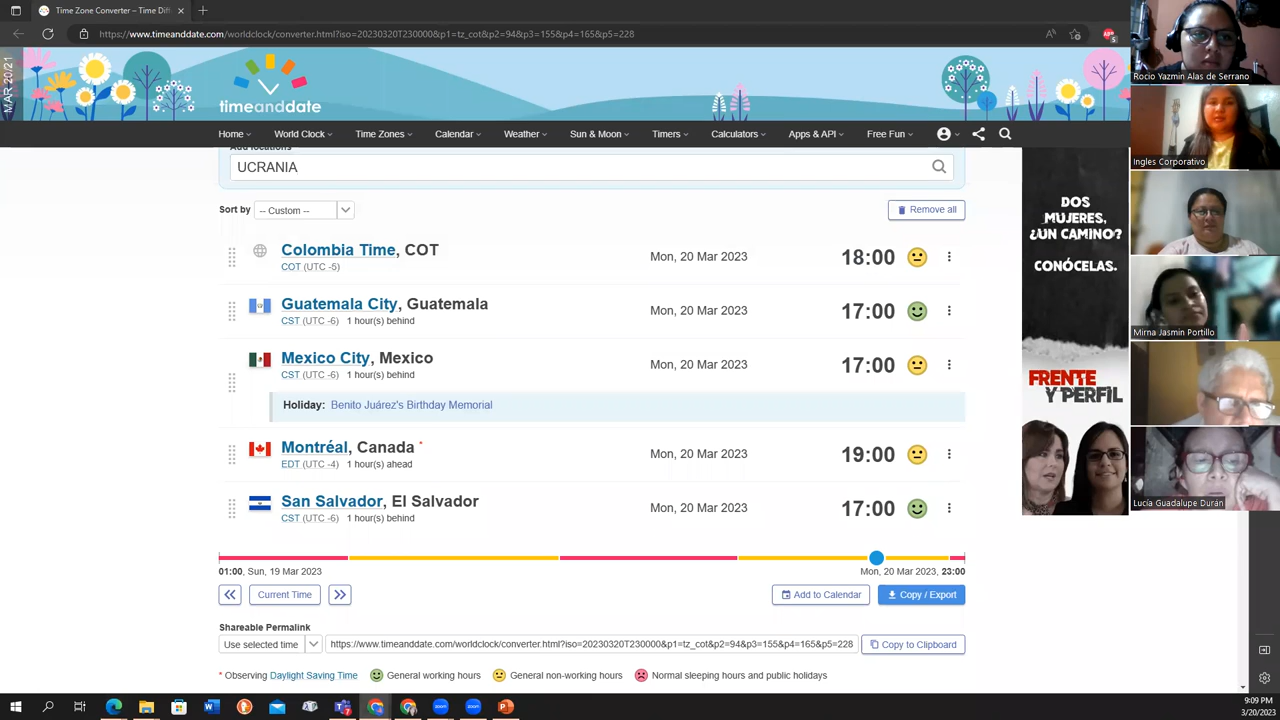 Time Zone Converter – Time Dif
https://www.timeanddate.com/worldclock/converter.html?iso=20230320T230000&p1=tz_cot&p2=94&p3=155&p4=165&p5=228
MAR 20/21
timeanddate
Home World Clock Time Zones Calendar Weather Sun & Moon Timers Calculators Apps & API Free Fun
Add locations
UCRANIA
Sort by -- Custom -- Remove all
Colombia Time, COT Mon, 20 Mar 2023 18:00
COT (UTC -5)
Guatemala City, Guatemala Mon, 20 Mar 2023 17:00
CST (UTC -6) 1 hour(s) behind
Mexico City, Mexico Mon, 20 Mar 2023 17:00
CST (UTC -6) 1 hour(s) behind
Holiday: Benito Juárez's Birthday Memorial
Montréal, Canada * Mon, 20 Mar 2023 19:00
EDT (UTC -4) 1 hour(s) ahead
San Salvador, El Salvador Mon, 20 Mar 2023 17:00
CST (UTC -6) 1 hour(s) behind
01:00, Sun, 19 Mar 2023 Mon, 20 Mar 2023, 23:00
Current Time Add to Calendar Copy / Export
Shareable Permalink
Use selected time https://www.timeanddate.com/worldclock/converter.html?iso=20230320T230000&p1=tz_cot&p2=94&p3=155&p4=165&p5=228 Copy to Clipboard
* Observing Daylight Saving Time General working hours General non-working hours Normal sleeping hours and public holidays
DOS
MUJERES,
¿UN CAMINO?
CONÓCELAS.
FRENTE
Y PERFÍL
Rocio Yazmin Alas de Serrano
Ingles Corporativo
Mirna Jasmin Portillo
Lucía Guadalupe Durán
9:09 PM
3/20/2023